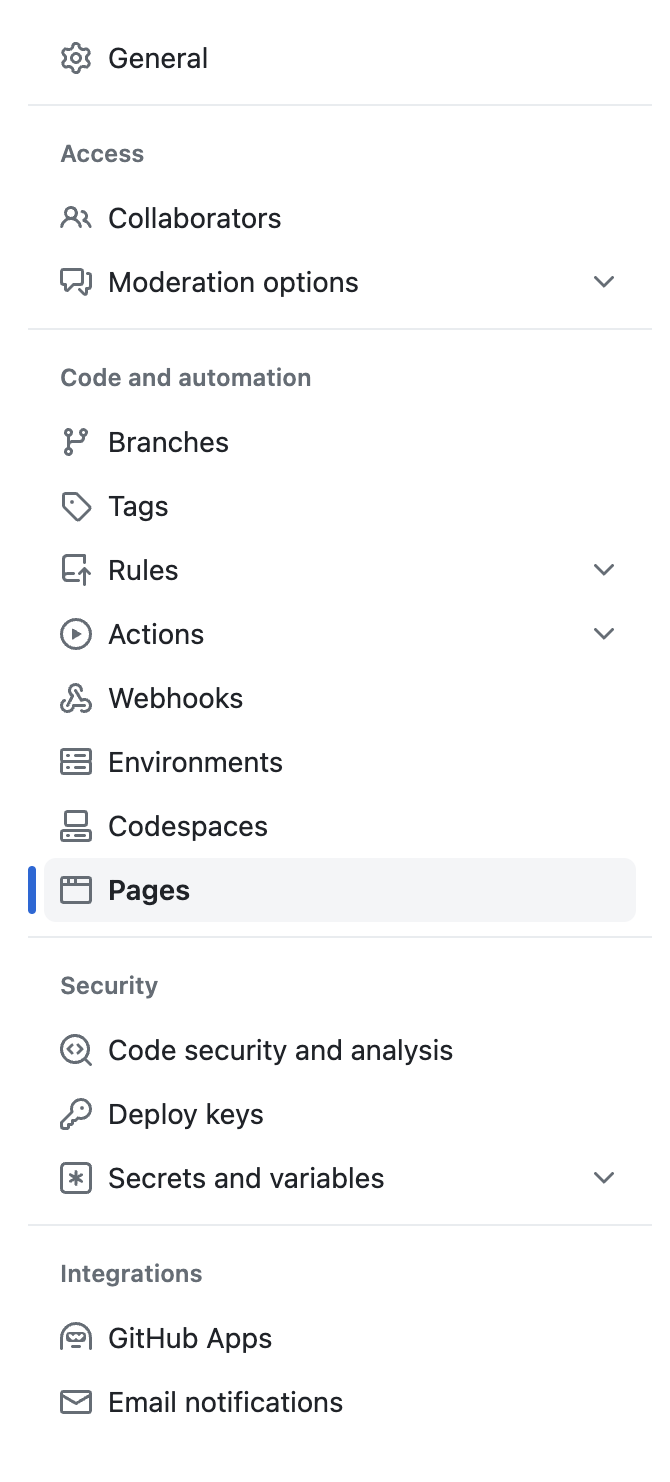 General
Access
Collaborators
Moderation options
Code and automation
Branches
Tags
Rules
Actions
Webhooks
Environments
Codespaces
Pages
Security
Code security and analysis
Deploy keys
Secrets and variables
Integrations
GitHub Apps
Email notifications